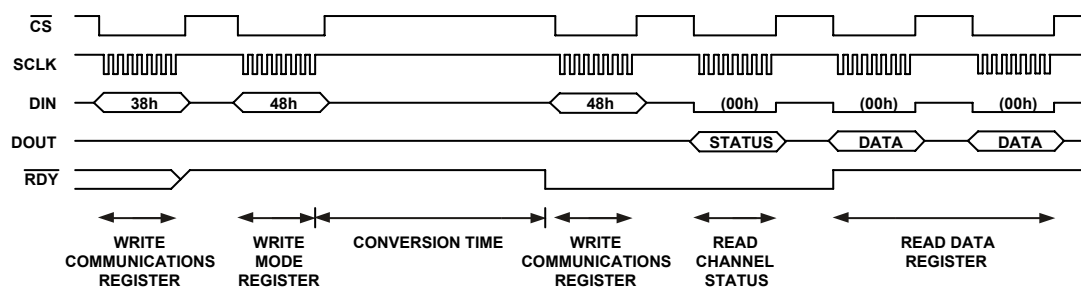 CS
SCLK
DIN 38h 48h 48h (00h) (00h) (00h)
DOUT STATUS DATA DATA
RDY
WRITE COMMUNICATIONS REGISTER
WRITE MODE REGISTER
CONVERSION TIME
WRITE COMMUNICATIONS REGISTER
READ CHANNEL STATUS
READ DATA REGISTER